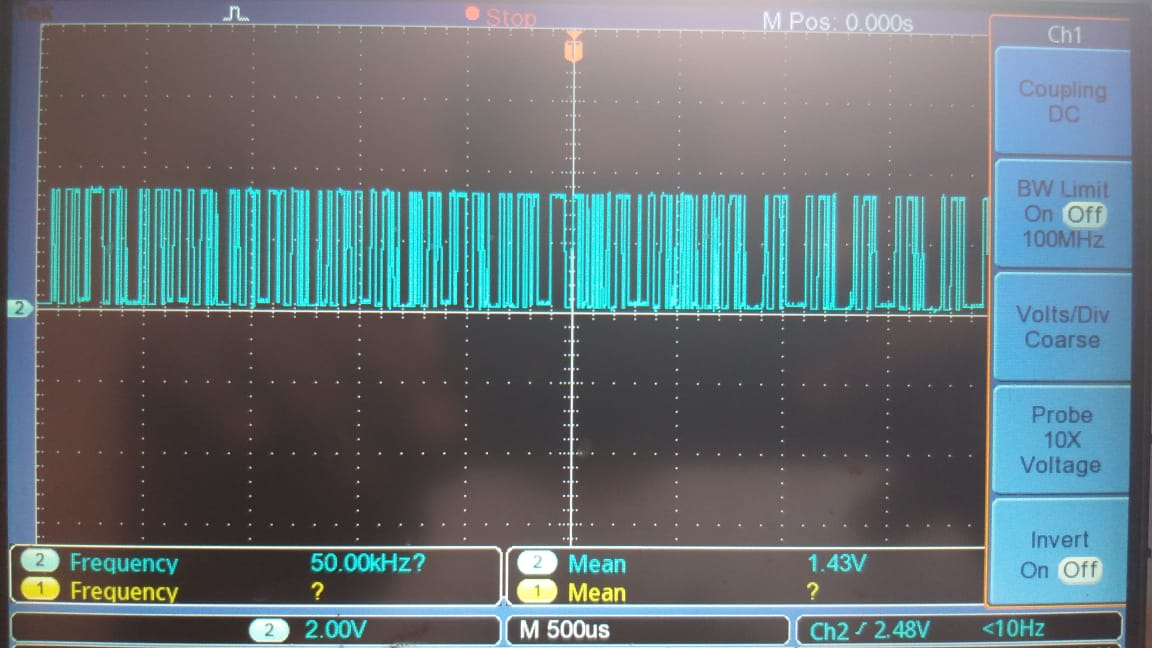 Tek
Stop
M Pos: 0.000s
T
2
Ch1
Coupling
DC
BW Limit
On Off
100MHz
Volts/Div
Coarse
Probe
10X
Voltage
Invert
On Off
2 Frequency 50.00kHz?
1 Frequency ?
2 Mean 1.43V
1 Mean ?
2 2.00V
M 500us
Ch2 2.48V <10Hz